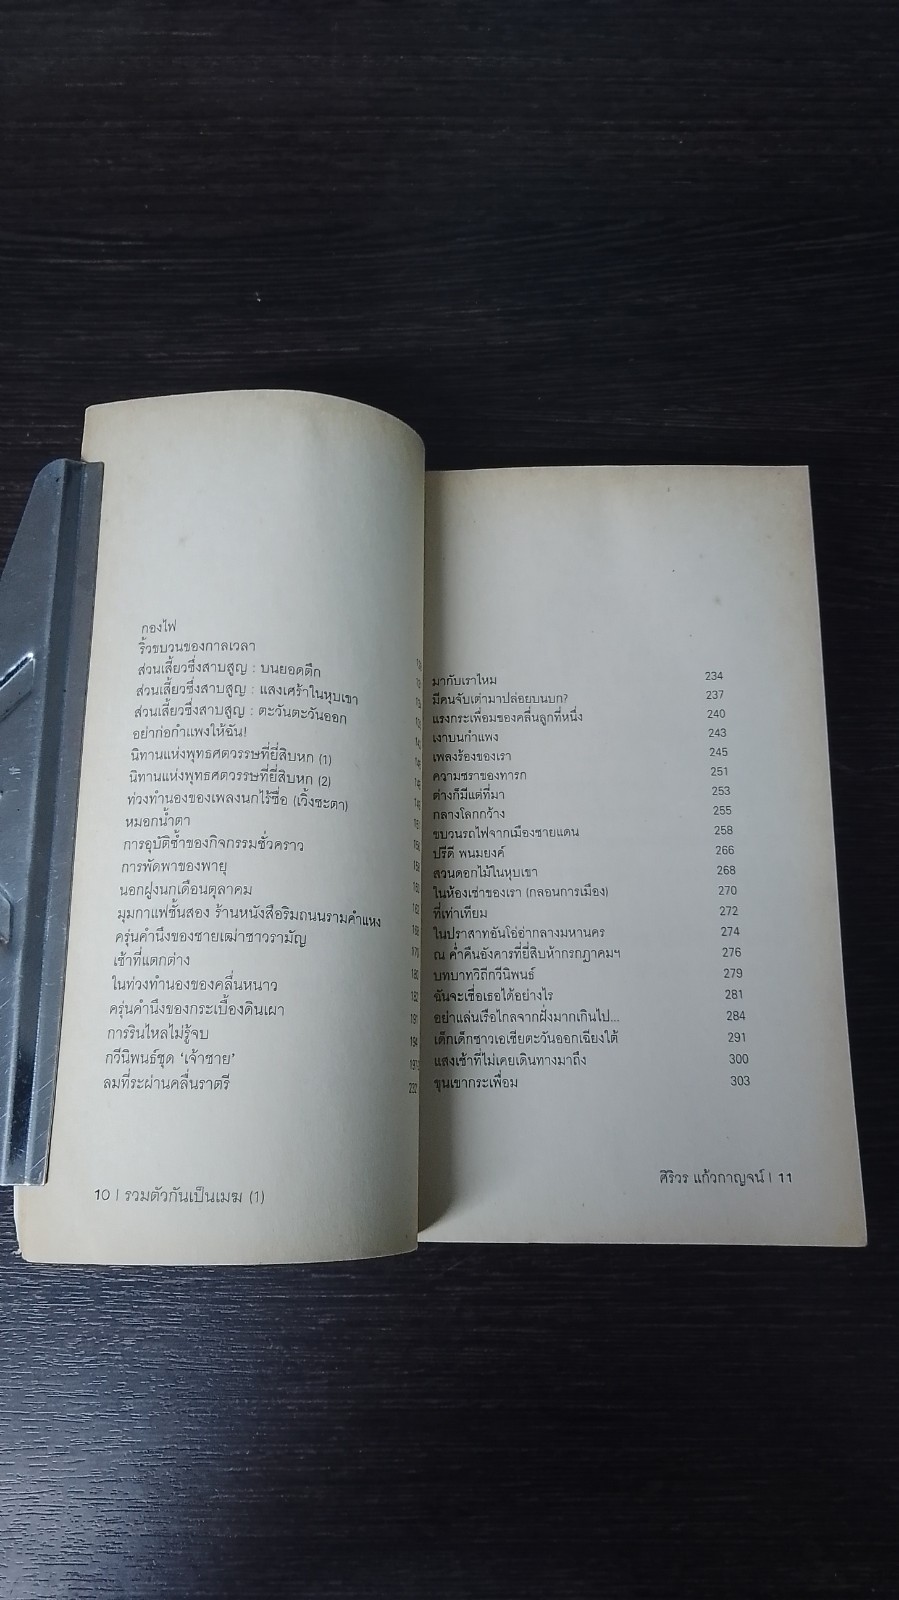 กองไฟ
ริ้วขบวนของกาลเวลา
ส่วนเสี้ยวซึ่งสาบสูญ : บนยอดตึก
ส่วนเสี้ยวซึ่งสาบสูญ : แสงเศร้าในหุบเขา
ส่วนเสี้ยวซึ่งสาบสูญ : ตะวันตะวันออก
อย่าก่อกำแพงให้ฉัน!
นิทานแห่งพุทธศตวรรษที่ยี่สิบหก (1)
นิทานแห่งพุทธศตวรรษที่ยี่สิบหก (2)
ท่วงทำนองของเพลงนกไร้ชื่อ (เวิ้งชะตา)
หมอกน้ำตา
การอุบัติซ้ำของกิจกรรมชั่วคราว
การพัดพาของพายุ
นอกฝูงนกเดือนตุลาคม
มุมกาแฟชั้นสอง ร้านหนังสือริมถนนรามคำแหง
ครุ่นคำนึงของชายเฒ่าชาวรามัญ
เช้าที่แตกต่าง
ในท่วงทำนองของคลื่นหนาว
ครุ่นคำนึงของกระเบื้องดินเผา
การรินไหลไม่รู้จบ
กวีนิพนธ์ชุด ‘เจ้าชาย’
ลมที่ระผ่านคลื่นราตรี 232
10 | รวมตัวกันเป็นเมฆ (1)
มากับเราไหม 234
มีคนจับเต่ามาปล่อยบนบก? 237
แรงกระเพื่อมของคลื่นลูกที่หนึ่ง 240
เงาบนกำแพง 243
เพลงร้องของเรา 245
ความชราของทารก 251
ต่างก็มีแต่ที่มา 253
กลางโลกกว้าง 255
ขบวนรถไฟจากเมืองชายแดน 258
ปรีดี พนมยงค์ 266
สวนดอกไม้ในหุบเขา 268
ในห้องเช่าของเรา (กลอนการเมือง) 270
ที่เท่าเทียม 272
ในปราสาทอันโอ่อ่ากลางมหานคร 274
ณ ค่ำคืนอังคารที่ยี่สิบห้ากรกฎาคมฯ 276
บทบาทวิถีกวีนิพนธ์ 279
ฉันจะเชื่อเธอได้อย่างไร 281
อย่าแล่นเรือไกลจากฝั่งมากเกินไป... 284
เด็กเด็กชาวเอเชียตะวันออกเฉียงใต้ 291
แสงเช้าที่ไม่เคยเดินทางมาถึง 300
ขุนเขากระเพื่อม 303
ศิริวร แก้วกาญจน์ | 11